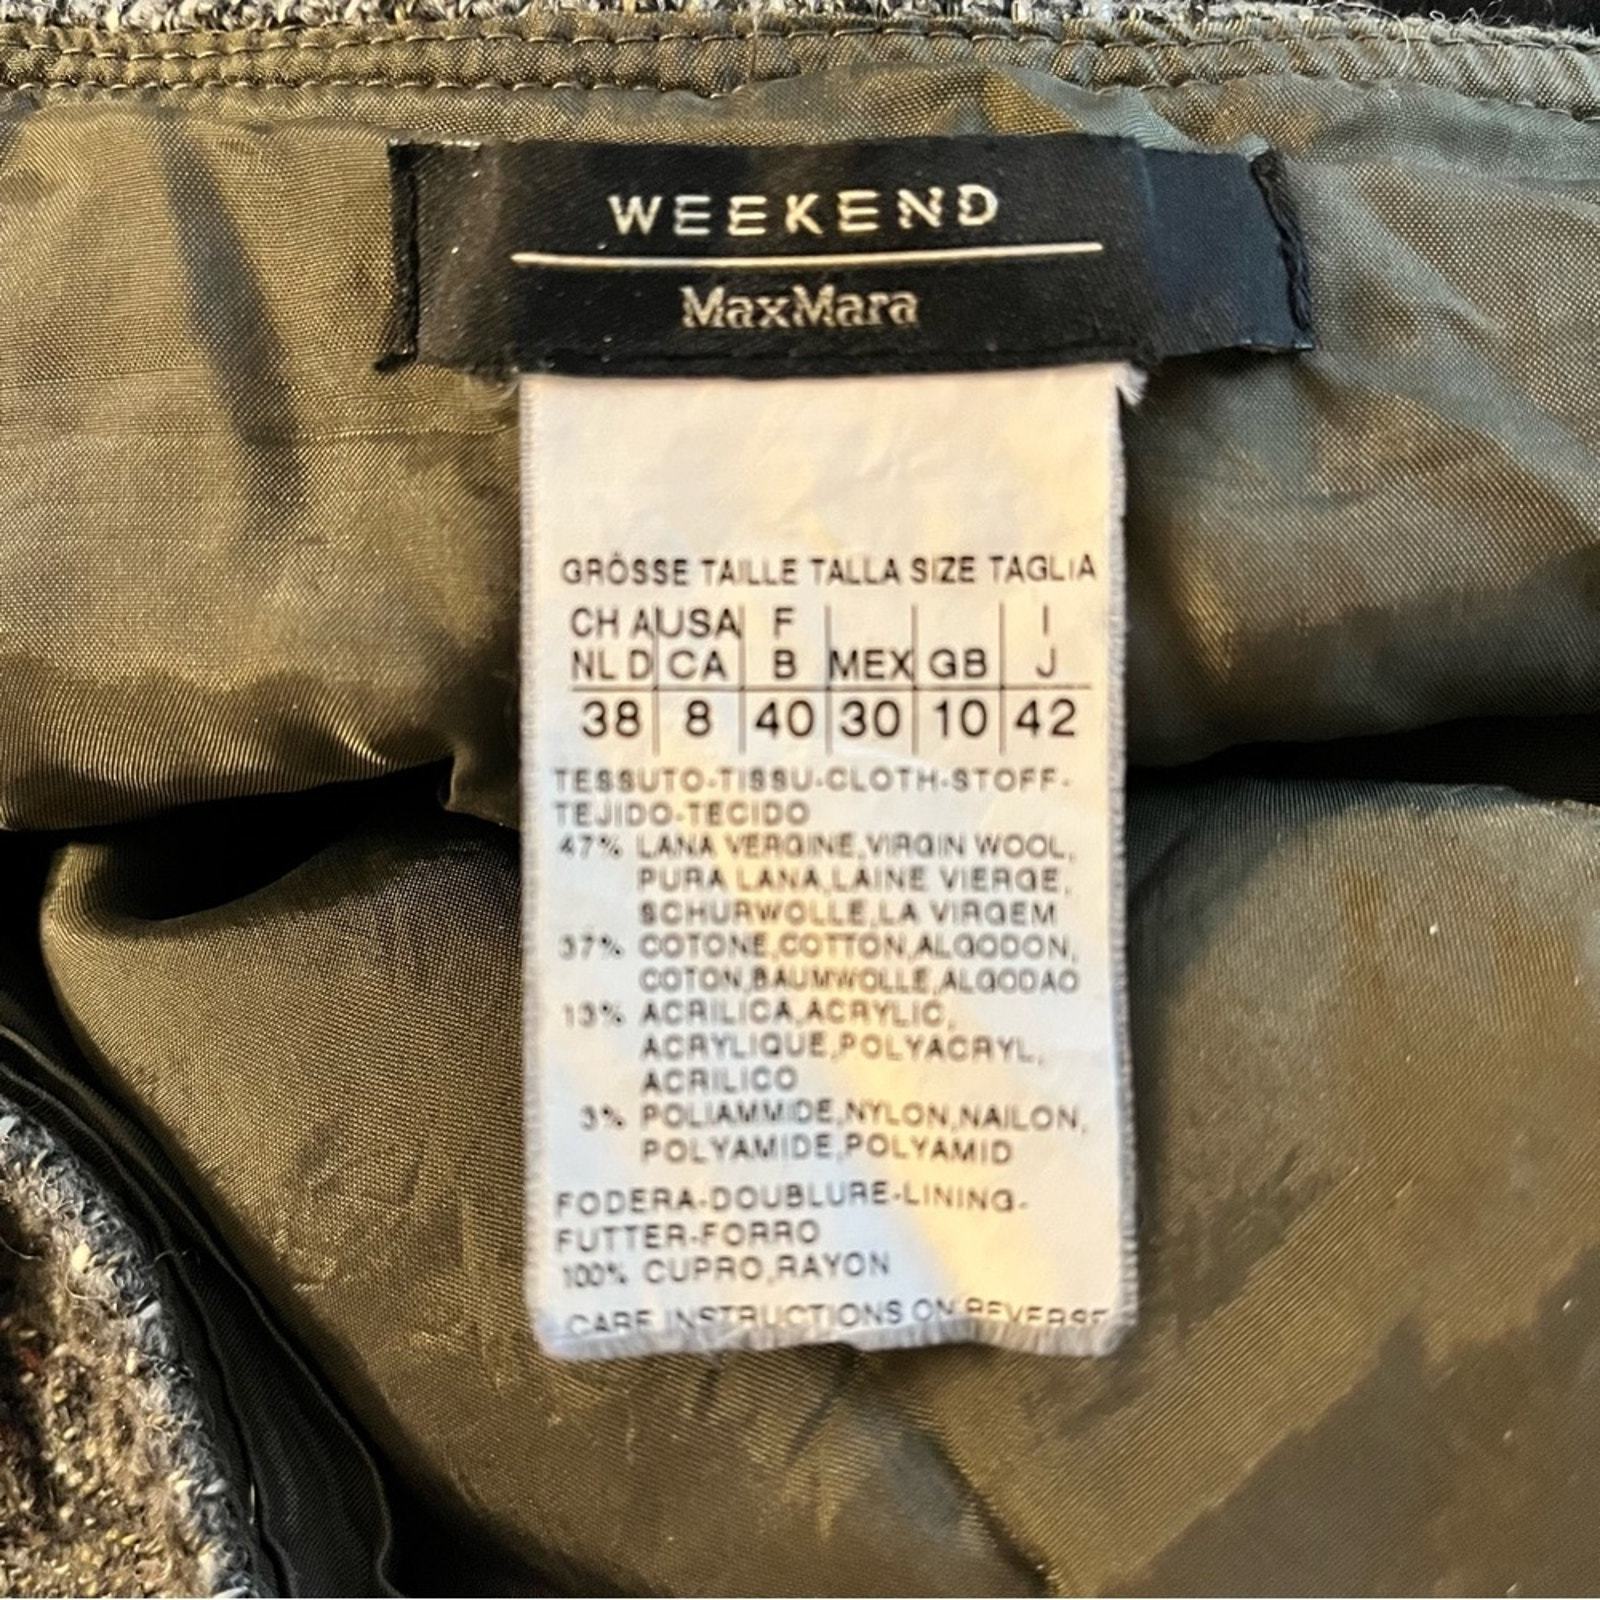 WEEKEND
MaxMara
GRÖSSE TAILLE TALLA SIZE TAGLIA
CH A USA F I
NL D CA B MEX GB J
38 8 40 30 10 42
TESSUTO-TISSU-CLOTH-STOFF-
TEJIDO-TECIDO
47% LANA VERGINE,VIRGIN WOOL,
PURA LANA,LAINE VIERGE,
SCHURWOLLE,LA VIRGEM
37% COTONE,COTTON,ALGODON,
COTON,BAUMWOLLE,ALGODAO
13% ACRILICA,ACRYLIC,
ACRYLIQUE,POLYACRYL,
ACRILICO
3% POLIAMMIDE,NYLON,NAILON,
POLYAMIDE,POLYAMID
FODERA-DOUBLURE-LINING-
FUTTER-FORRO
100% CUPRO,RAYON
CARE INSTRUCTIONS ON REVERSE